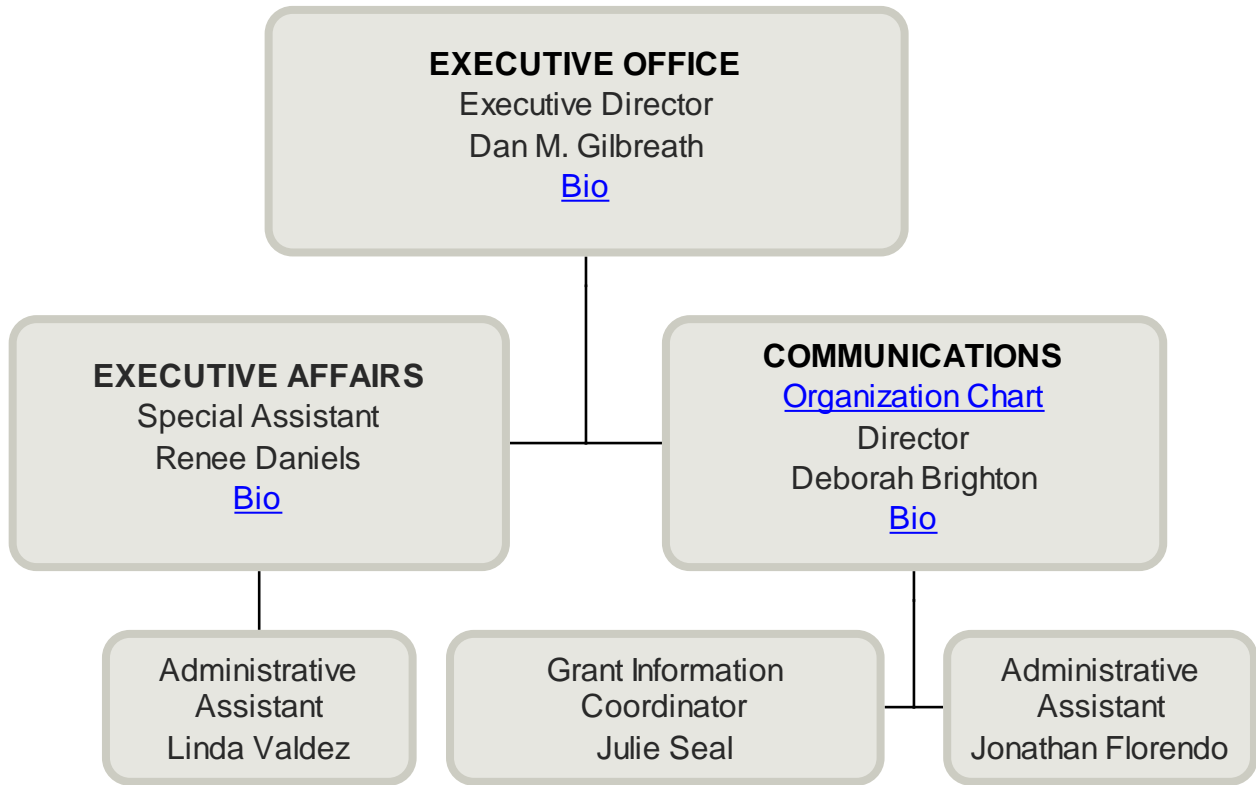 EXECUTIVE OFFICE
Executive Director
Dan M. Gilbreath
Bio
EXECUTIVE AFFAIRS
Special Assistant
Renee Daniels
Bio
COMMUNICATIONS
Organization Chart
Director
Deborah Brighton
Bio
Administrative
Assistant
Linda Valdez
Grant Information
Coordinator
Julie Seal
Administrative
Assistant
Jonathan Florendo